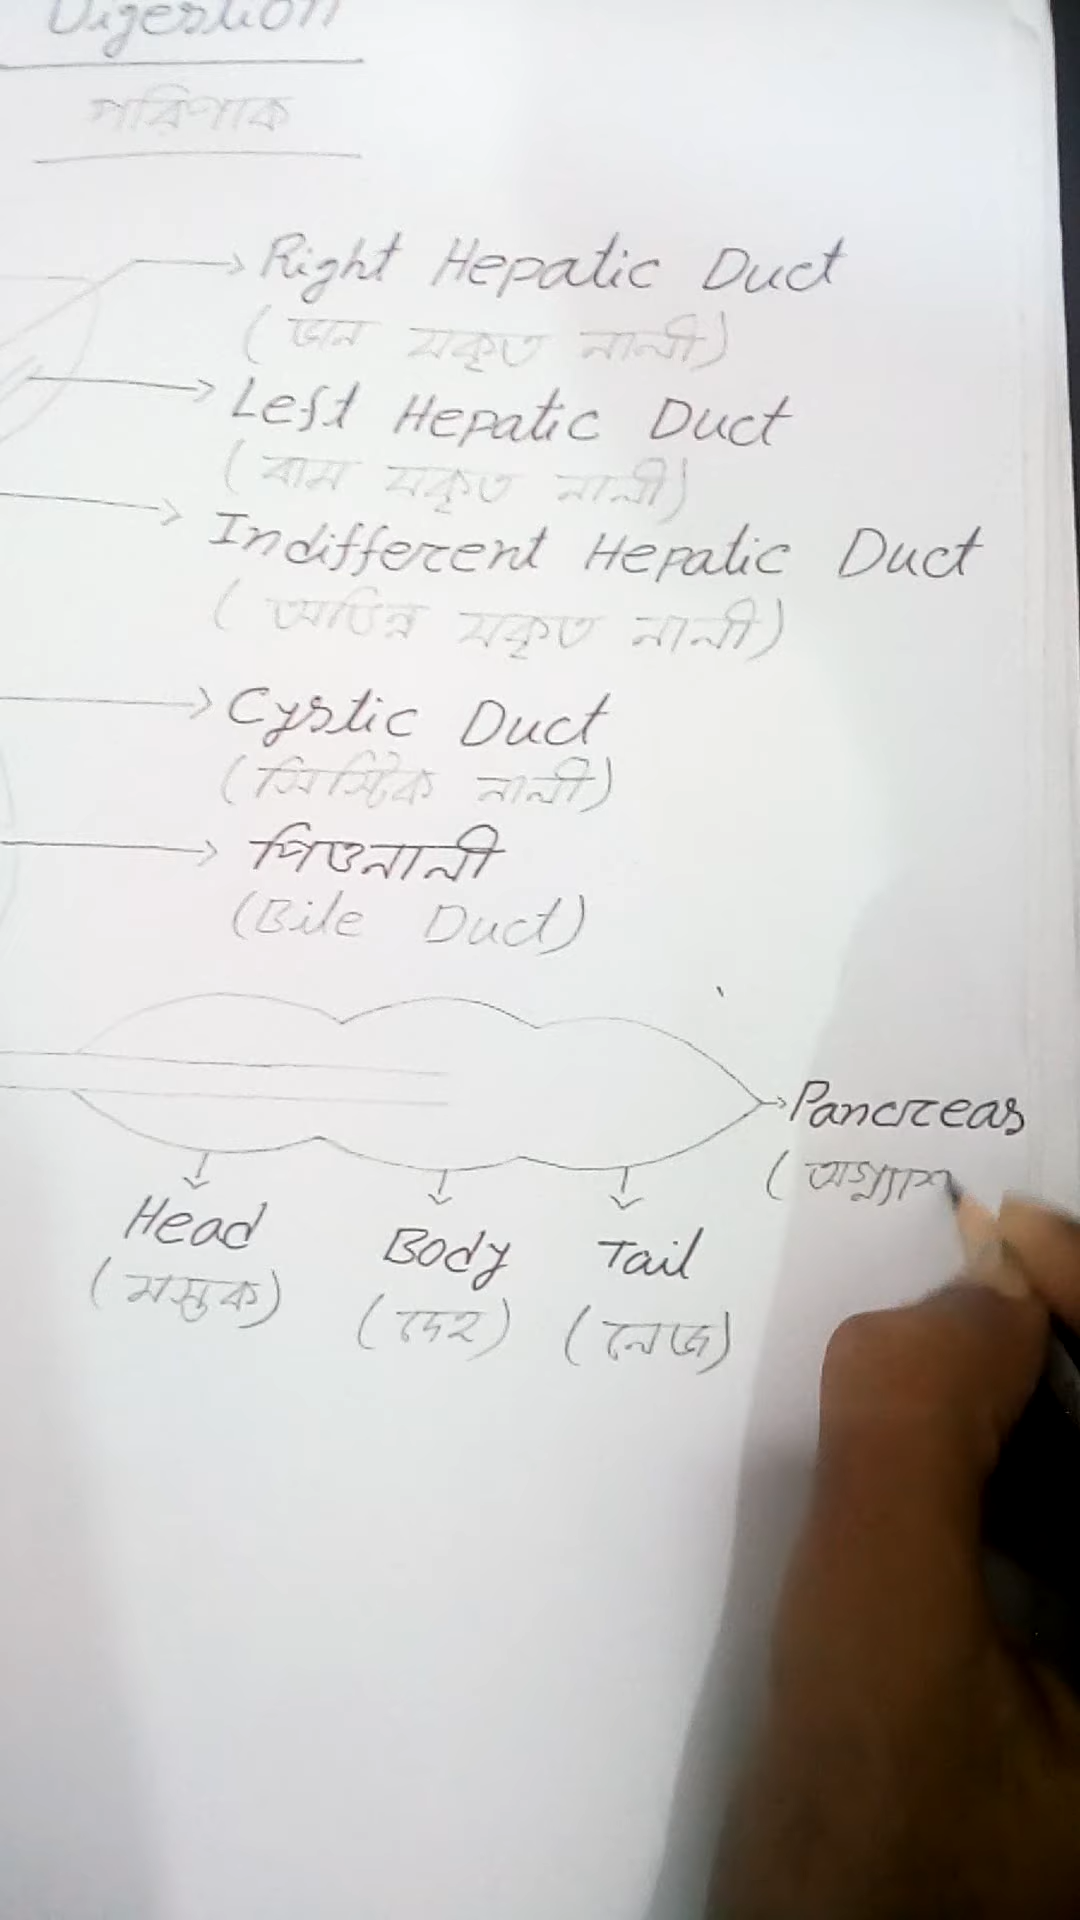 Digestion
পরিপাক
Right Hepatic Duct
(ডান যকৃত নালী)
Left Hepatic Duct
(বাম যকৃত নালী)
Indifferent Hepatic Duct
(অভিন্ন যকৃত নালী)
Cystic Duct
(সিস্টিক নালী)
পিত্তনালী
(Bile Duct)
Pancreas
(অগ্ন্যাশ
Head
(মস্তক)
Body
(দেহ)
Tail
(লেজ)